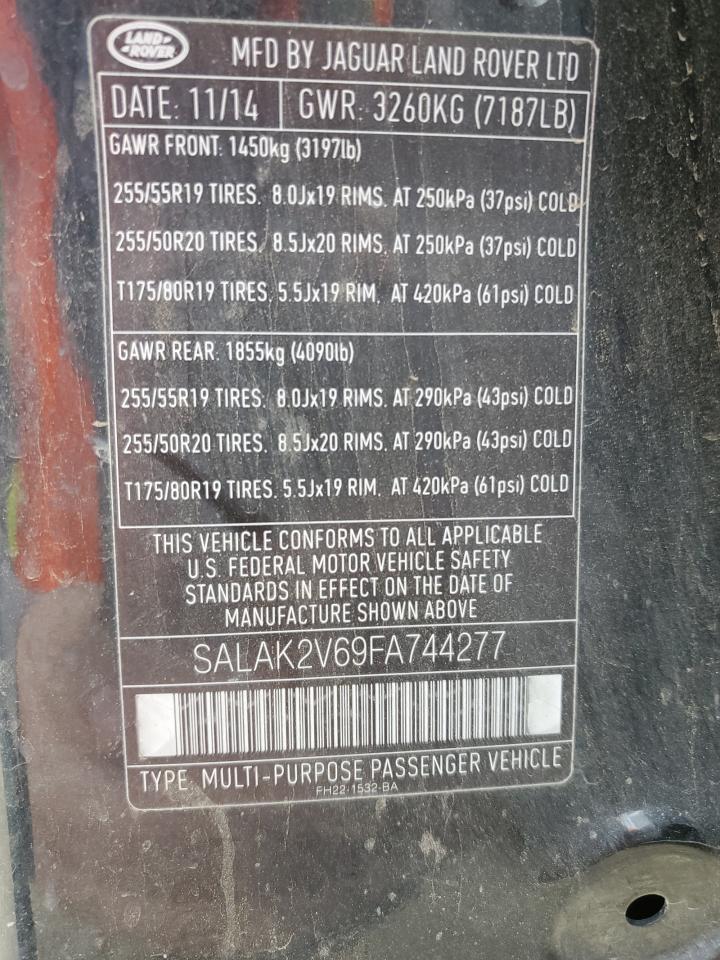 LAND
ROVER
MFD BY JAGUAR LAND ROVER LTD
DATE: 11/14 GWR: 3260KG (7187LB)
GAWR FRONT: 1450kg (3197lb)
255/55R19 TIRES. 8.0Jx19 RIMS. AT 250kPa (37psi) COLD
255/50R20 TIRES. 8.5Jx20 RIMS. AT 250kPa (37psi) COLD
T175/80R19 TIRES. 5.5Jx19 RIM. AT 420kPa (61psi) COLD
GAWR REAR: 1855kg (4090lb)
255/55R19 TIRES. 8.0Jx19 RIMS. AT 290kPa (43psi) COLD
255/50R20 TIRES. 8.5Jx20 RIMS. AT 290kPa (43psi) COLD
T175/80R19 TIRES. 5.5Jx19 RIM. AT 420kPa (61psi) COLD
THIS VEHICLE CONFORMS TO ALL APPLICABLE
U.S. FEDERAL MOTOR VEHICLE SAFETY
STANDARDS IN EFFECT ON THE DATE OF
MANUFACTURE SHOWN ABOVE
SALAK2V69FA744277
TYPE: MULTI-PURPOSE PASSENGER VEHICLE
FH22-1532-BA